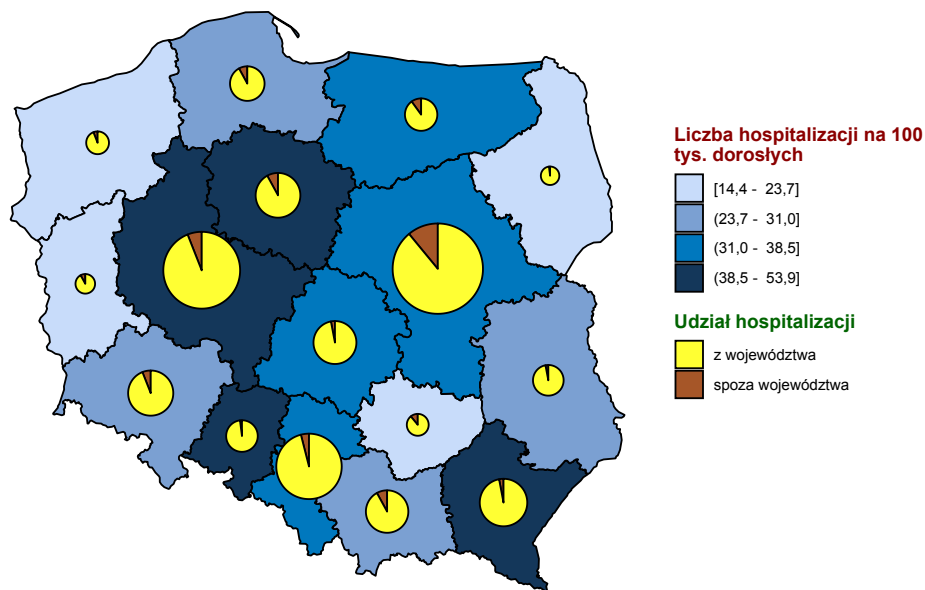 Liczba hospitalizacji na 100
tys. dorosłych
[14,4 - 23,7]
(23,7 - 31,0]
(31,0 - 38,5]
(38,5 - 53,9]
Udział hospitalizacji
z województwa
spoza województwa